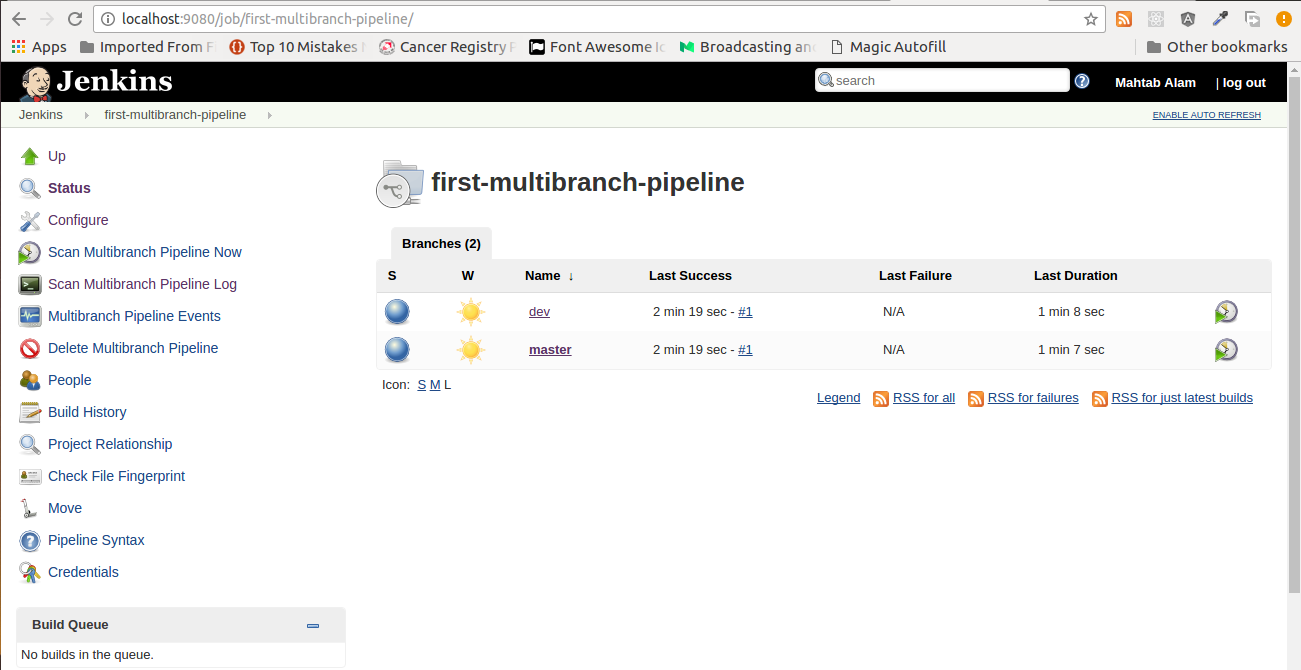 localhost:9080/job/first-multibranch-pipeline/
Apps Imported From F Top 10 Mistakes Cancer Registry Font Awesome Broadcasting an Magic Autofill Other bookmarks
Jenkins search Mahtab Alam | log out
Jenkins first-multibranch-pipeline ENABLE AUTO REFRESH
Up
Status
Configure
Scan Multibranch Pipeline Now
Scan Multibranch Pipeline Log
Multibranch Pipeline Events
Delete Multibranch Pipeline
People
Build History
Project Relationship
Check File Fingerprint
Move
Pipeline Syntax
Credentials
Build Queue
No builds in the queue.
first-multibranch-pipeline
Branches (2)
S W Name ↓ Last Success Last Failure Last Duration
dev 2 min 19 sec - #1 N/A 1 min 8 sec
master 2 min 19 sec - #1 N/A 1 min 7 sec
Icon: S M L
Legend RSS for all RSS for failures RSS for just latest builds